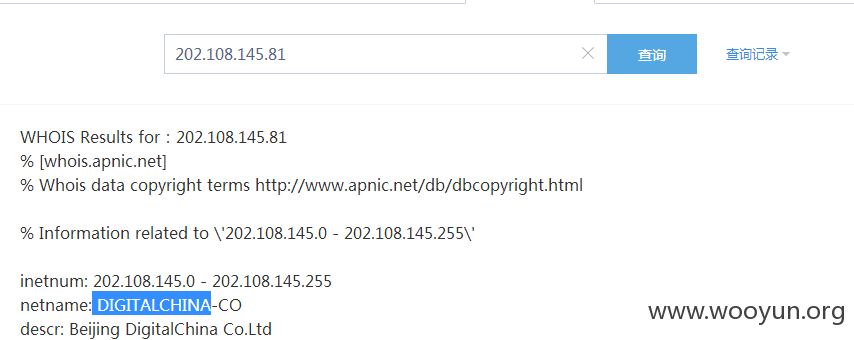 202.108.145.81
查询
查询记录
WHOIS Results for : 202.108.145.81
% [whois.apnic.net]
% Whois data copyright terms http://www.apnic.net/db/dbcopyright.html
% Information related to \'202.108.145.0 - 202.108.145.255\'
inetnum: 202.108.145.0 - 202.108.145.255
netname: DIGITALCHINA-CO
descr: Beijing DigitalChina Co.Ltd
www.wooyun.org